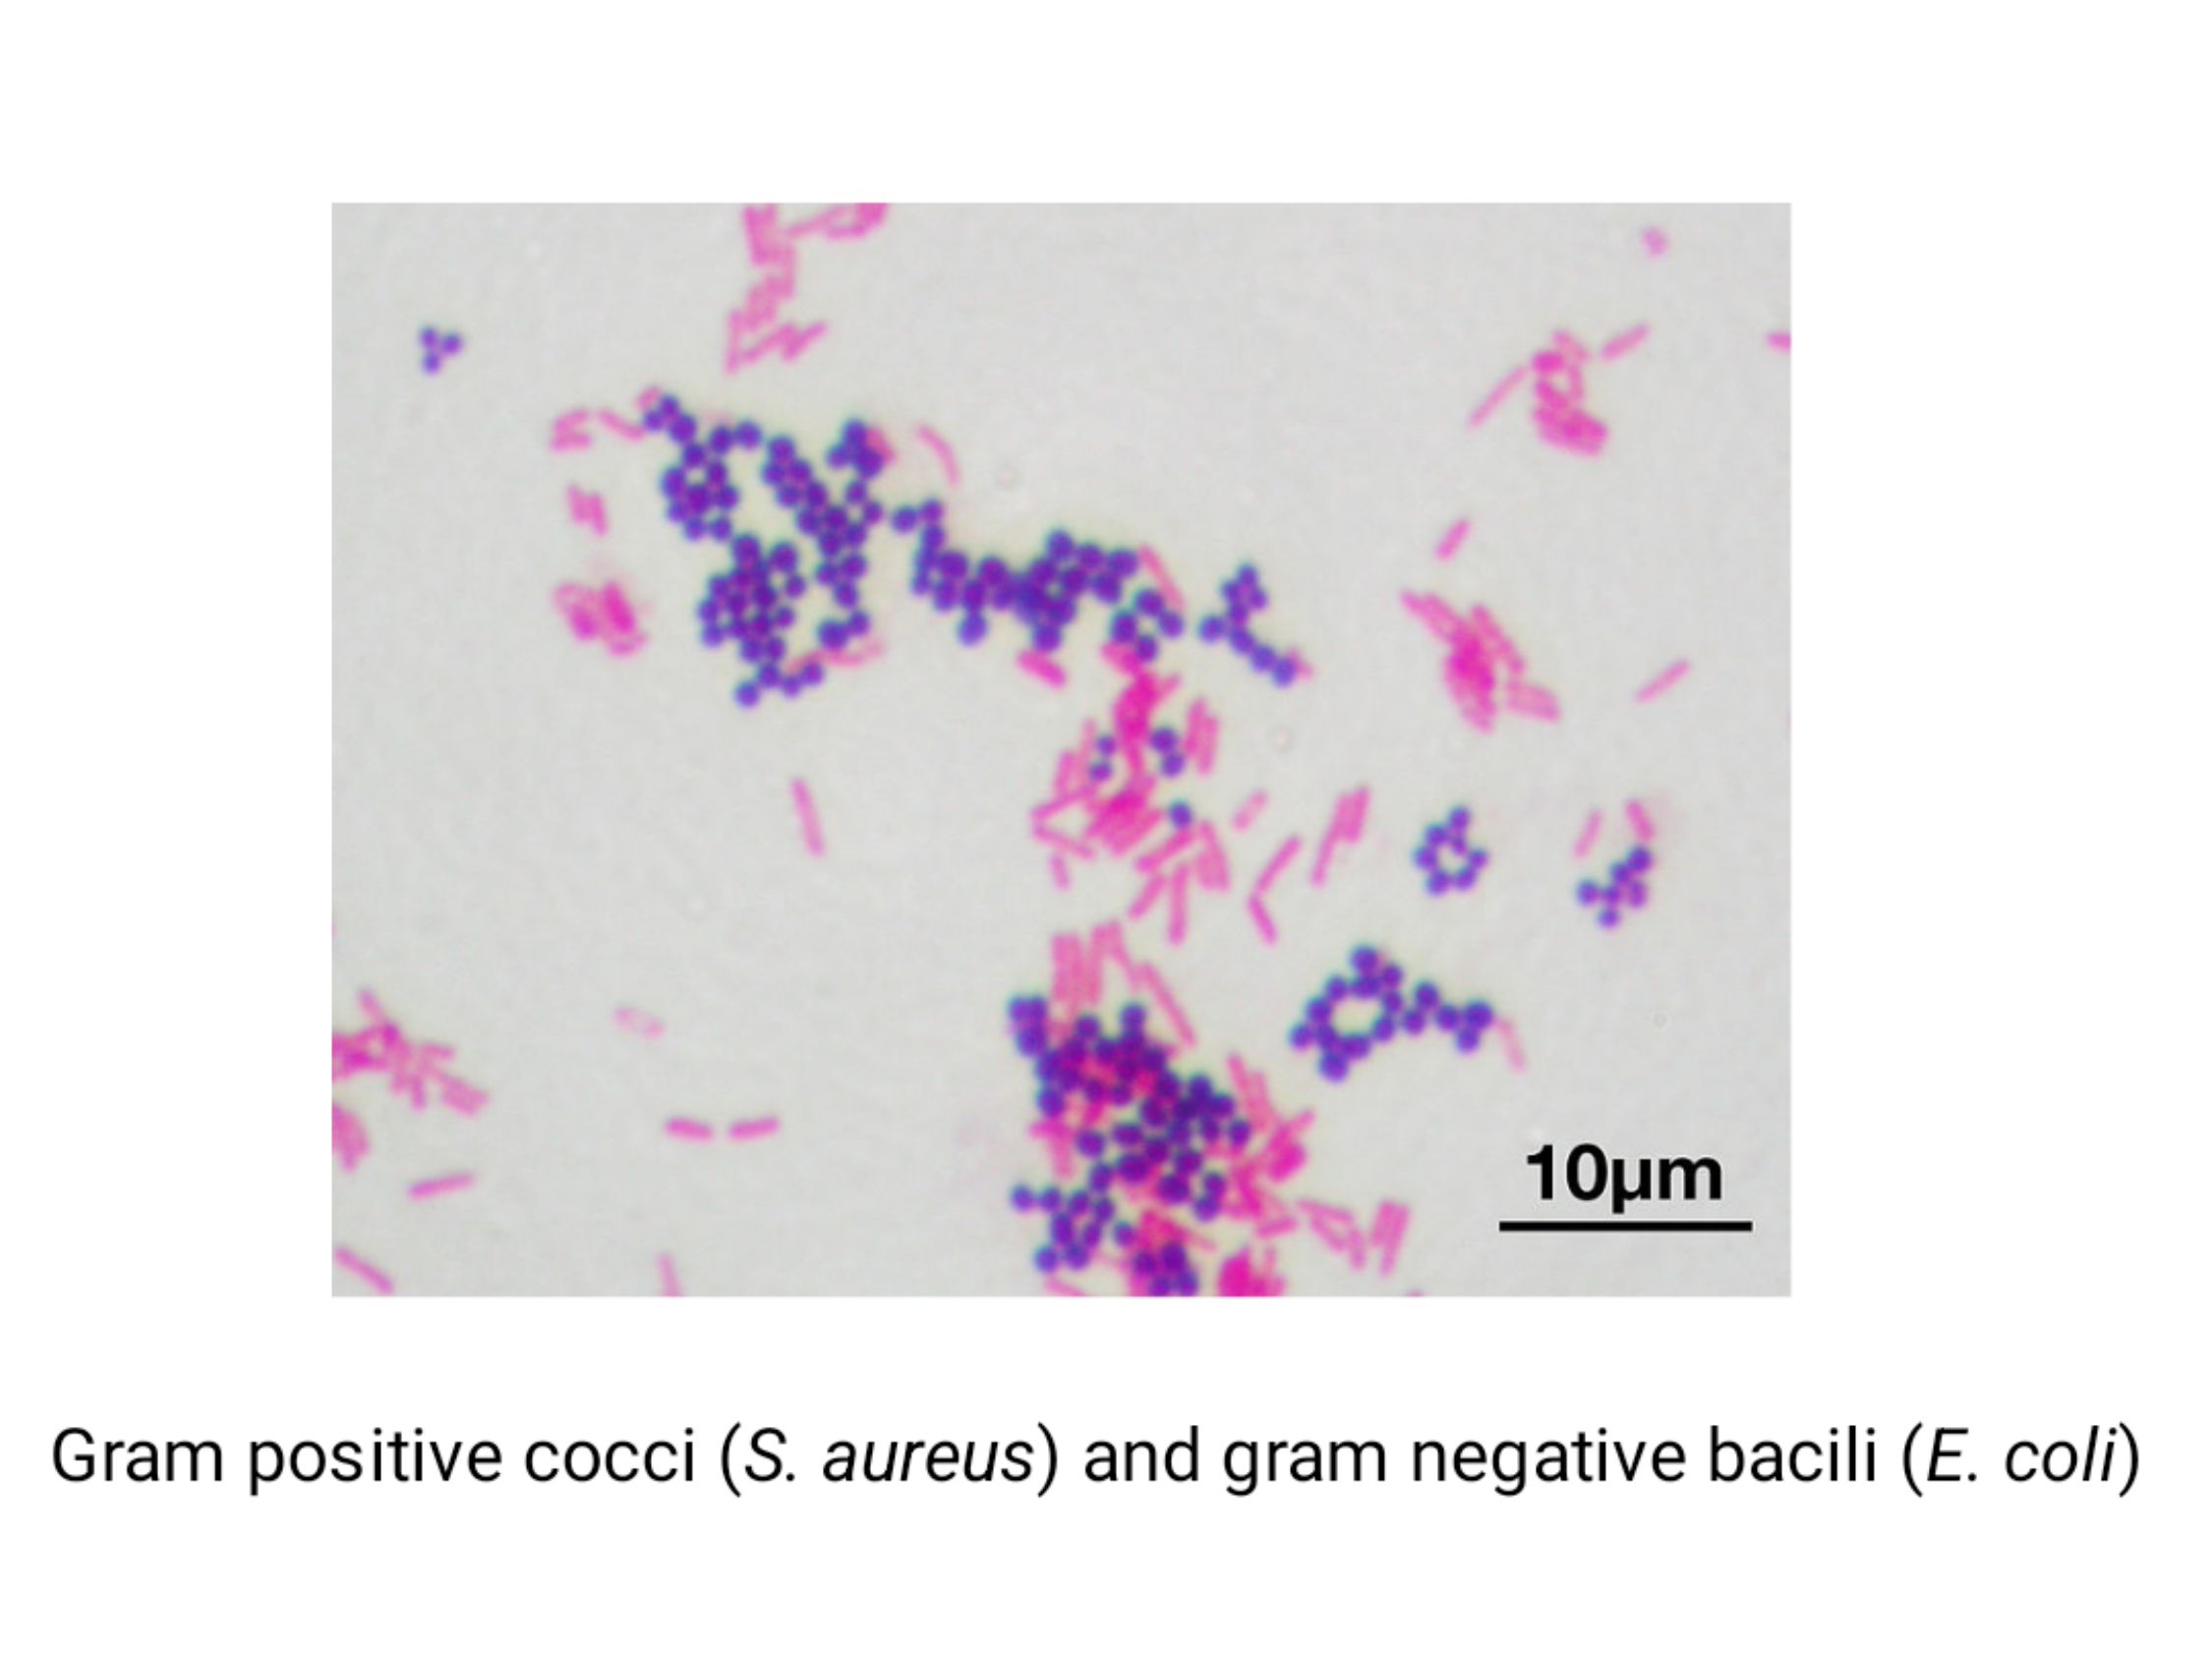 10µm
Gram positive cocci (S. aureus) and gram negative bacili (E. coli)